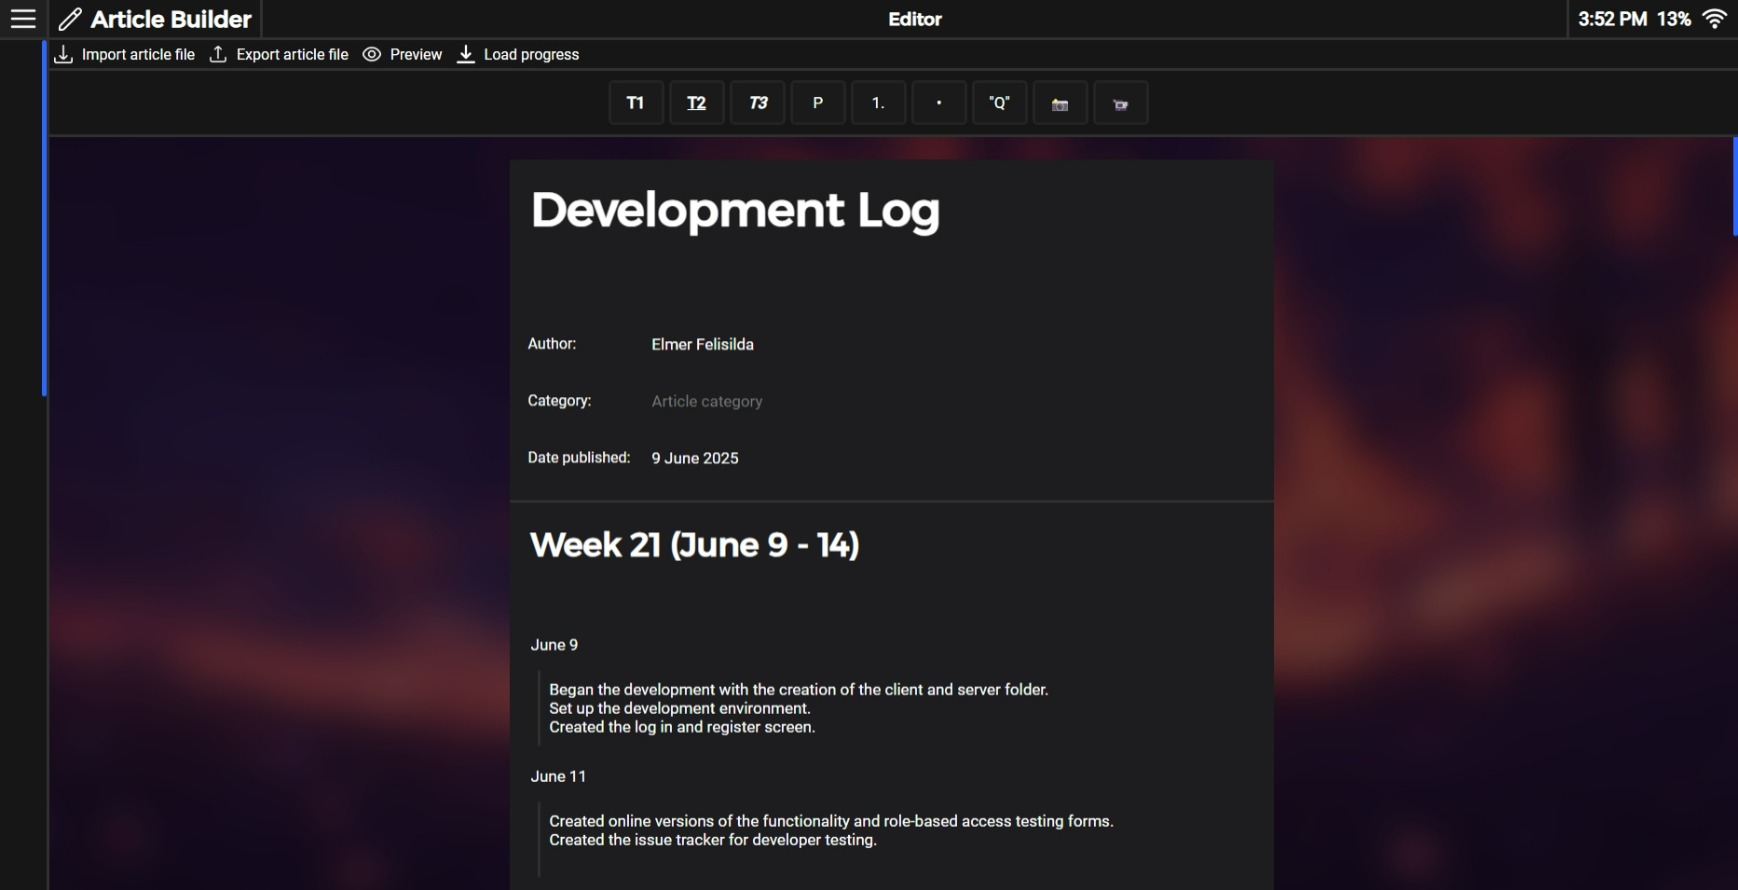 Article Builder
Editor
3:52 PM 13%
Import article file Export article file Preview Load progress
T1 T2 T3 P 1. • "Q"
Development Log
Author: Elmer Felisilda
Category: Article category
Date published: 9 June 2025
Week 21 (June 9 - 14)
June 9
Began the development with the creation of the client and server folder.
Set up the development environment.
Created the log in and register screen.
June 11
Created online versions of the functionality and role-based access testing forms.
Created the issue tracker for developer testing.